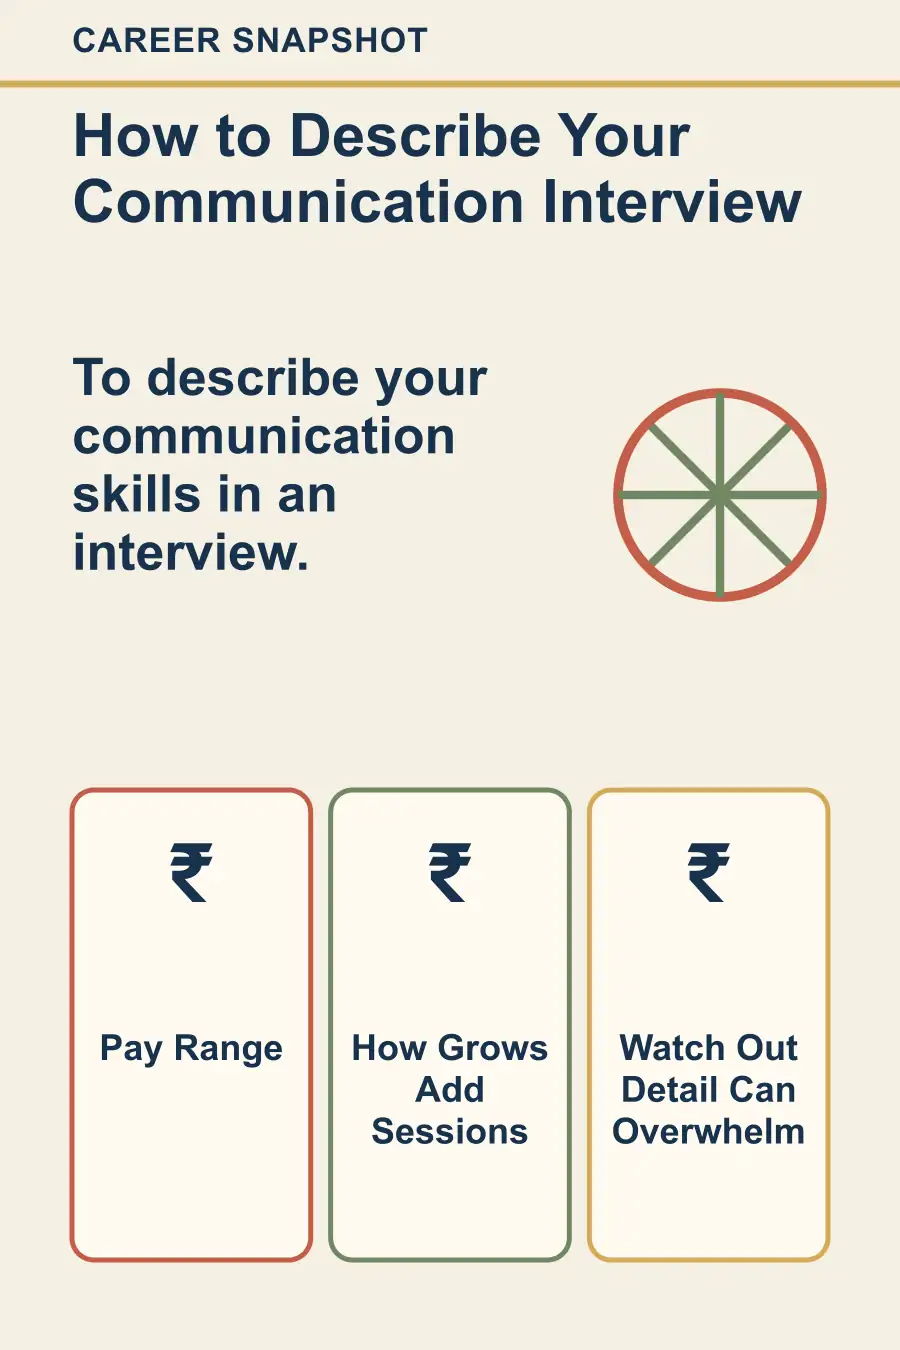 CAREER SNAPSHOT
How to Describe Your
Communication Interview
To describe your
communication
skills in an
interview.
₹ ₹ ₹
Pay Range
How Grows
Add
Sessions
Watch Out
Detail Can
Overwhelm